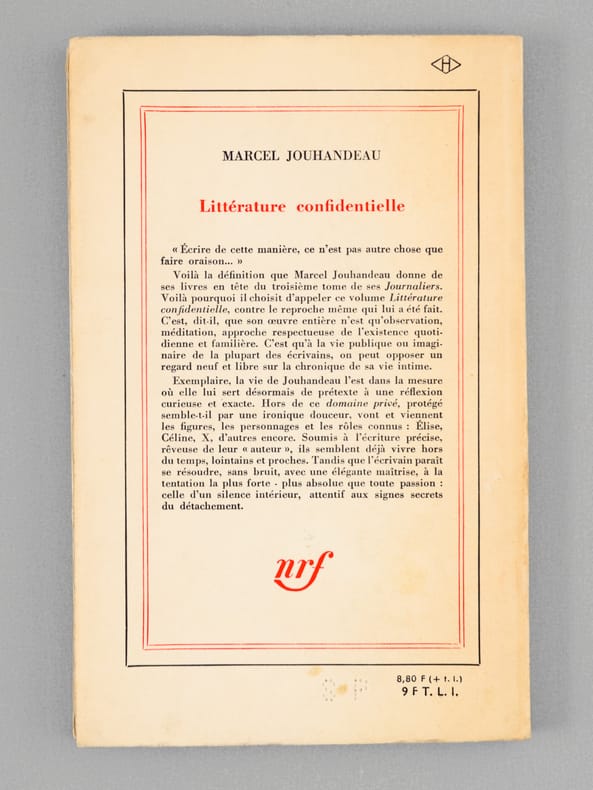 H
MARCEL JOUHANDEAU
Littérature confidentielle
« Écrire de cette manière, ce n'est pas autre chose que
faire oraison... »
Voilà la définition que Marcel Jouhandeau donne de
ses livres en tête du troisième tome de ses Journaliers.
Voilà pourquoi il choisit d'appeler ce volume Littérature
confidentielle, contre le reproche même qui lui a été fait.
C'est, dit-il, que son œuvre entière n'est qu'observation,
méditation, approche respectueuse de l'existence quoti-
dienne et familière. C'est qu'à la vie publique ou imagi-
naire de la plupart des écrivains, on peut opposer un
regard neuf et libre sur la chronique de sa vie intime.
Exemplaire, la vie de Jouhandeau l'est dans la mesure
où elle lui sert désormais de prétexte à une réflexion
curieuse et exacte. Hors de ce domaine privé, protégé
semble-t-il par une ironique douceur, vont et viennent
les figures, les personnages et les rôles connus : Élise,
Céline, X, d'autres encore. Soumis à l'écriture précise,
rêveuse de leur « auteur », ils semblent déjà vivre hors
du temps, lointains et proches. Tandis que l'écrivain paraît
se résoudre, sans bruit, avec une élégante maîtrise, à la
tentation la plus forte - plus absolue que toute passion :
celle d'un silence intérieur, attentif aux signes secrets
du détachement.
nrf
8,80 F (+ t. l.)
9 F T. L. I.